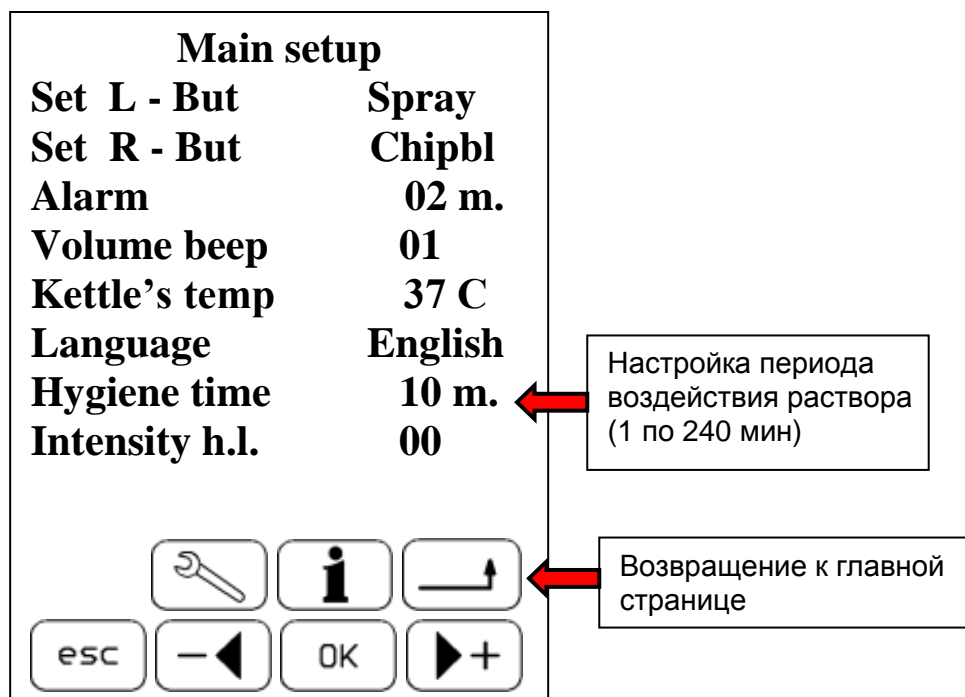 Main setup
Set L - But Spray
Set R - But Chipbl
Alarm 02 m.
Volume beep 01
Kettle's temp 37 C
Language English
Hygiene time 10 m.
Intensity h.l. 00
Настройка периода
воздействия раствора
(1 по 240 мин)
Возвращение к главной
странице
esc - OK +